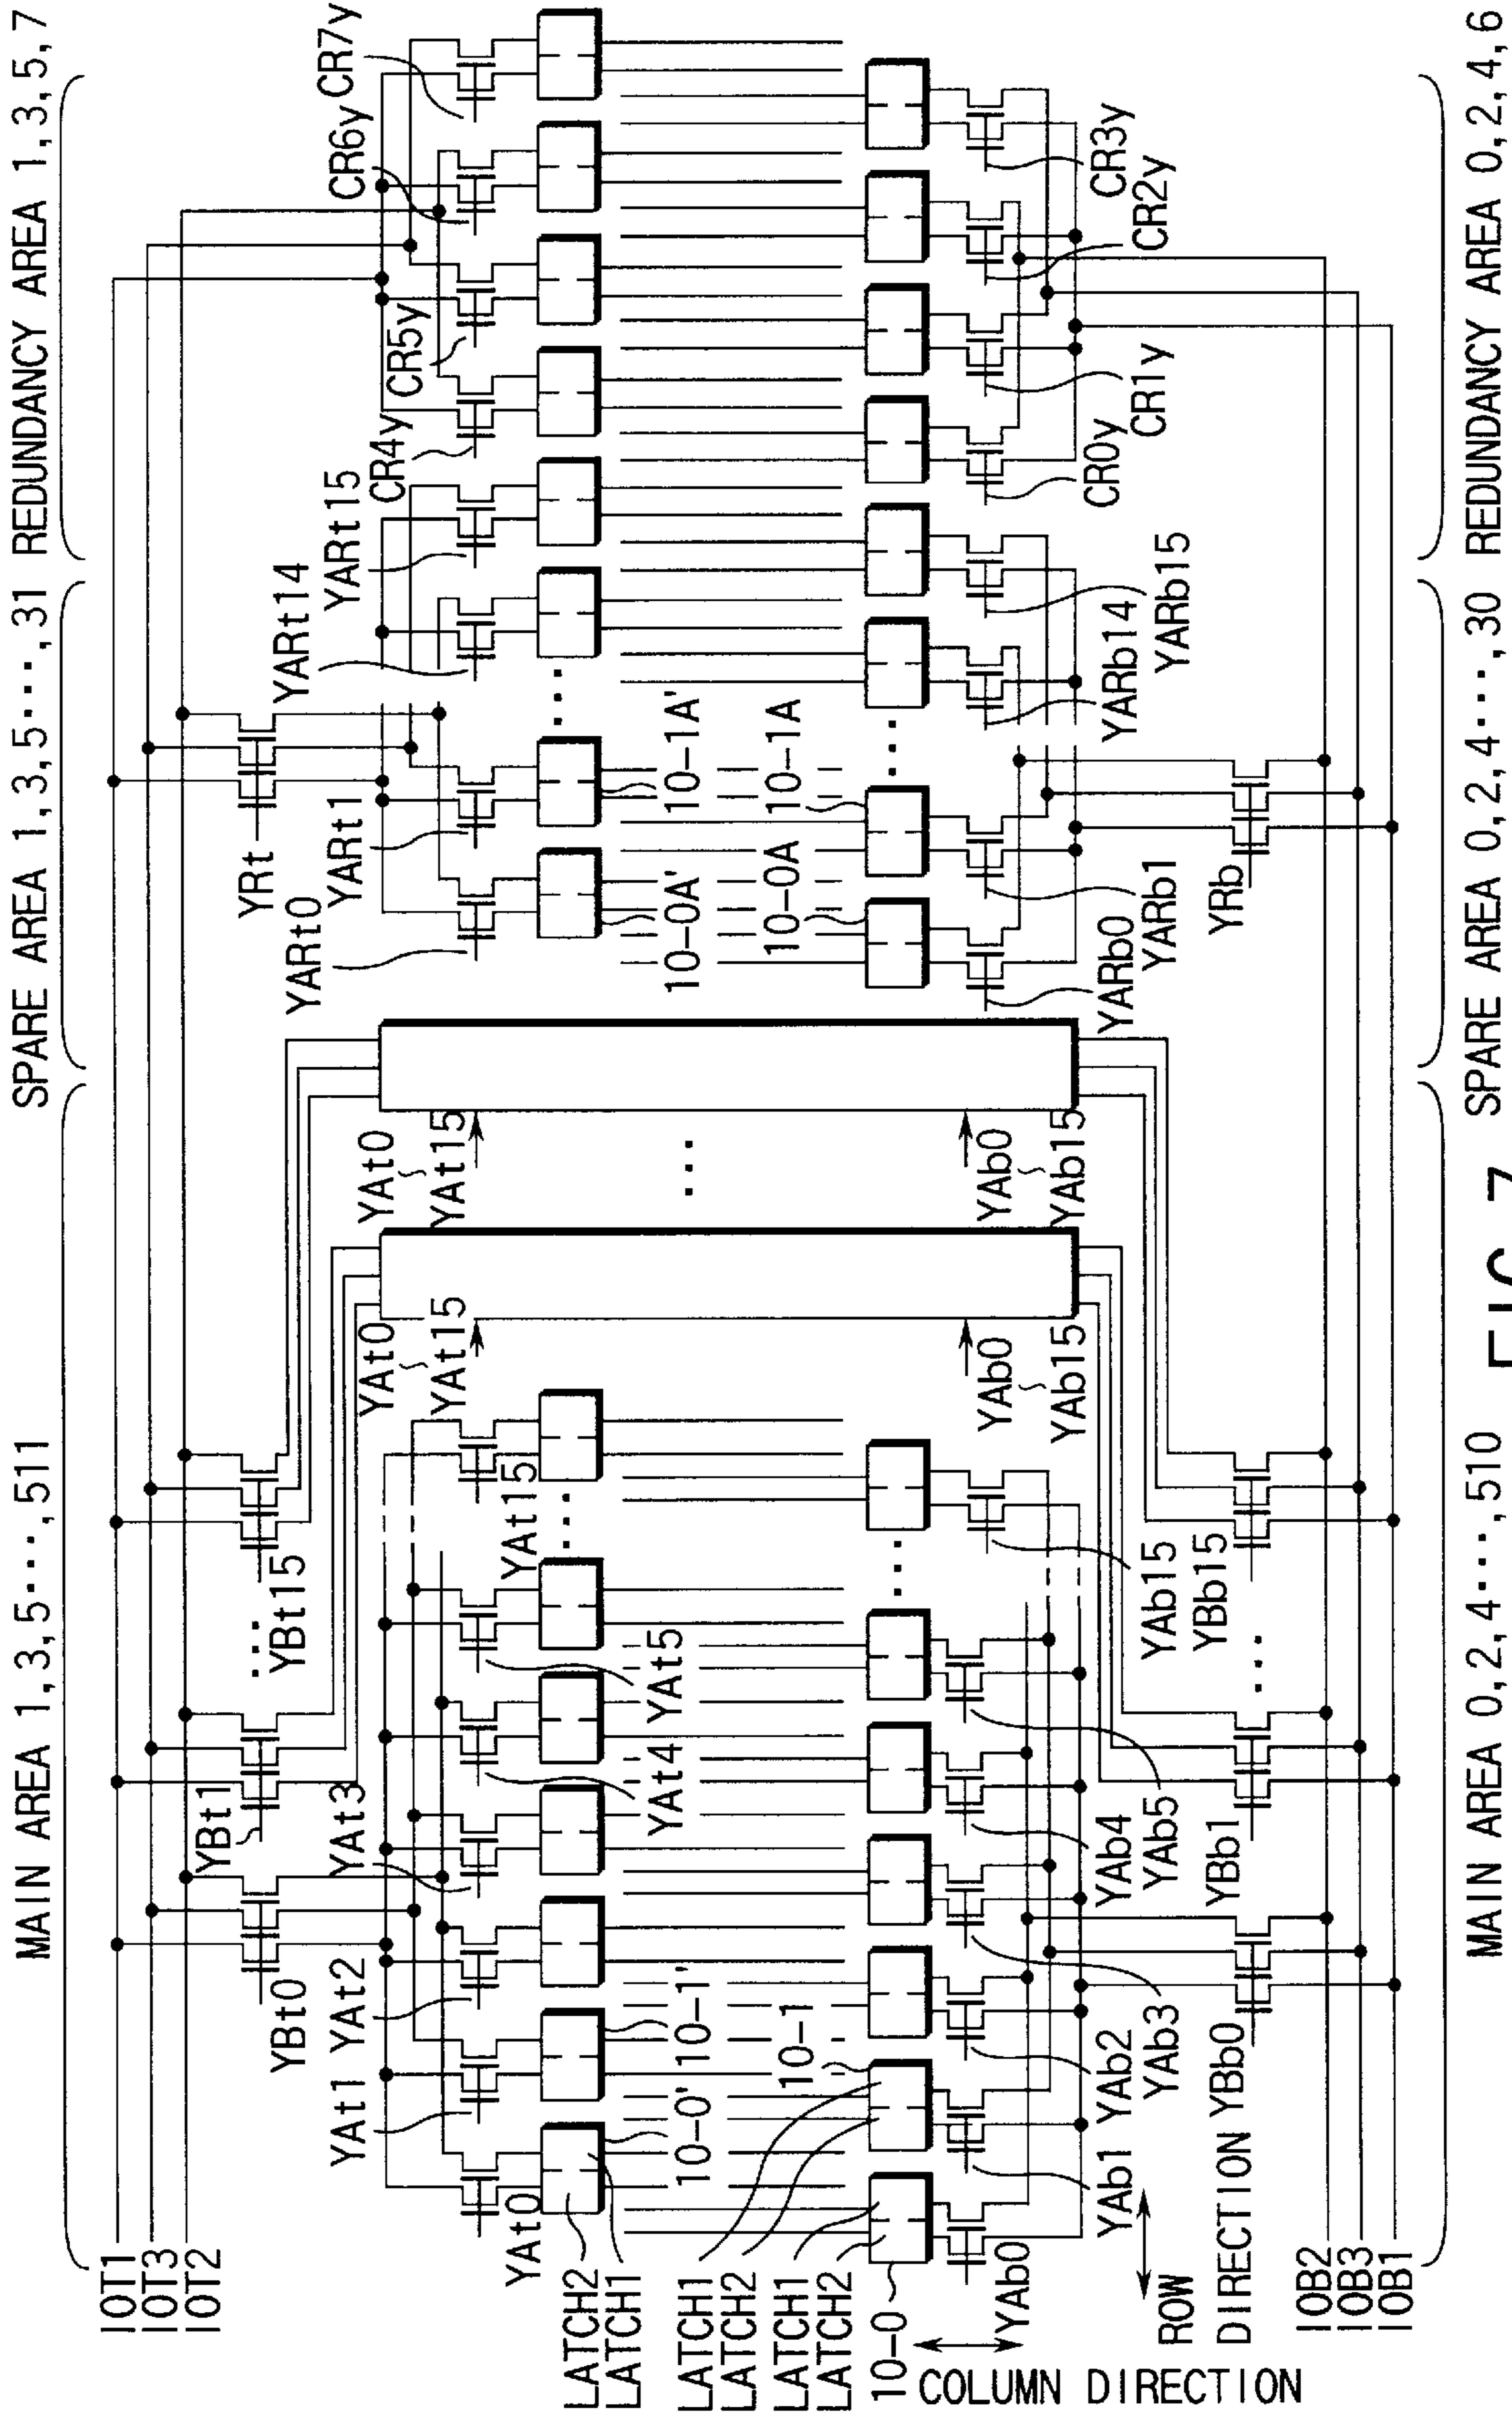 MAIN AREA 1,3,5···,511
SPARE AREA 1,3,5···,31
REDUNDANCY AREA 1,3,5,7
IOT1
IOT3
IOT2
YBt0
YBt1
···
YBt15
YRt
YAt1
YAt2
YAt3
YAt0
YAt4
YAt5
YAt15
YAt0
~
YAt15
YAt0
~
YAt15
YARt0
YARt1
YARt14
YARt15
CR4y
CR5y
CR6y
CR7y
LATCH2
LATCH1
LATCH1
LATCH2
LATCH1
LATCH2
10-0'
10-1'
10-1
10-0
10-0A'
10-1A'
10-0A
10-1A
YAb0
YAb1
YAb2
YAb3
YAb4
YAb5
YAb15
YAb0
~
YAb15
YAb0
~
YAb15
YARb0
YARb1
YARb14
YARb15
CR0y
CR1y
CR2y
CR3y
COLUMN DIRECTION
ROW
DIRECTION
YBb0
YBb1
···
YBb15
YRb
IOB2
IOB3
IOB1
MAIN AREA 0,2,4···,510
SPARE AREA 0,2,4···,30
REDUNDANCY AREA 0,2,4,6
FIG. 7